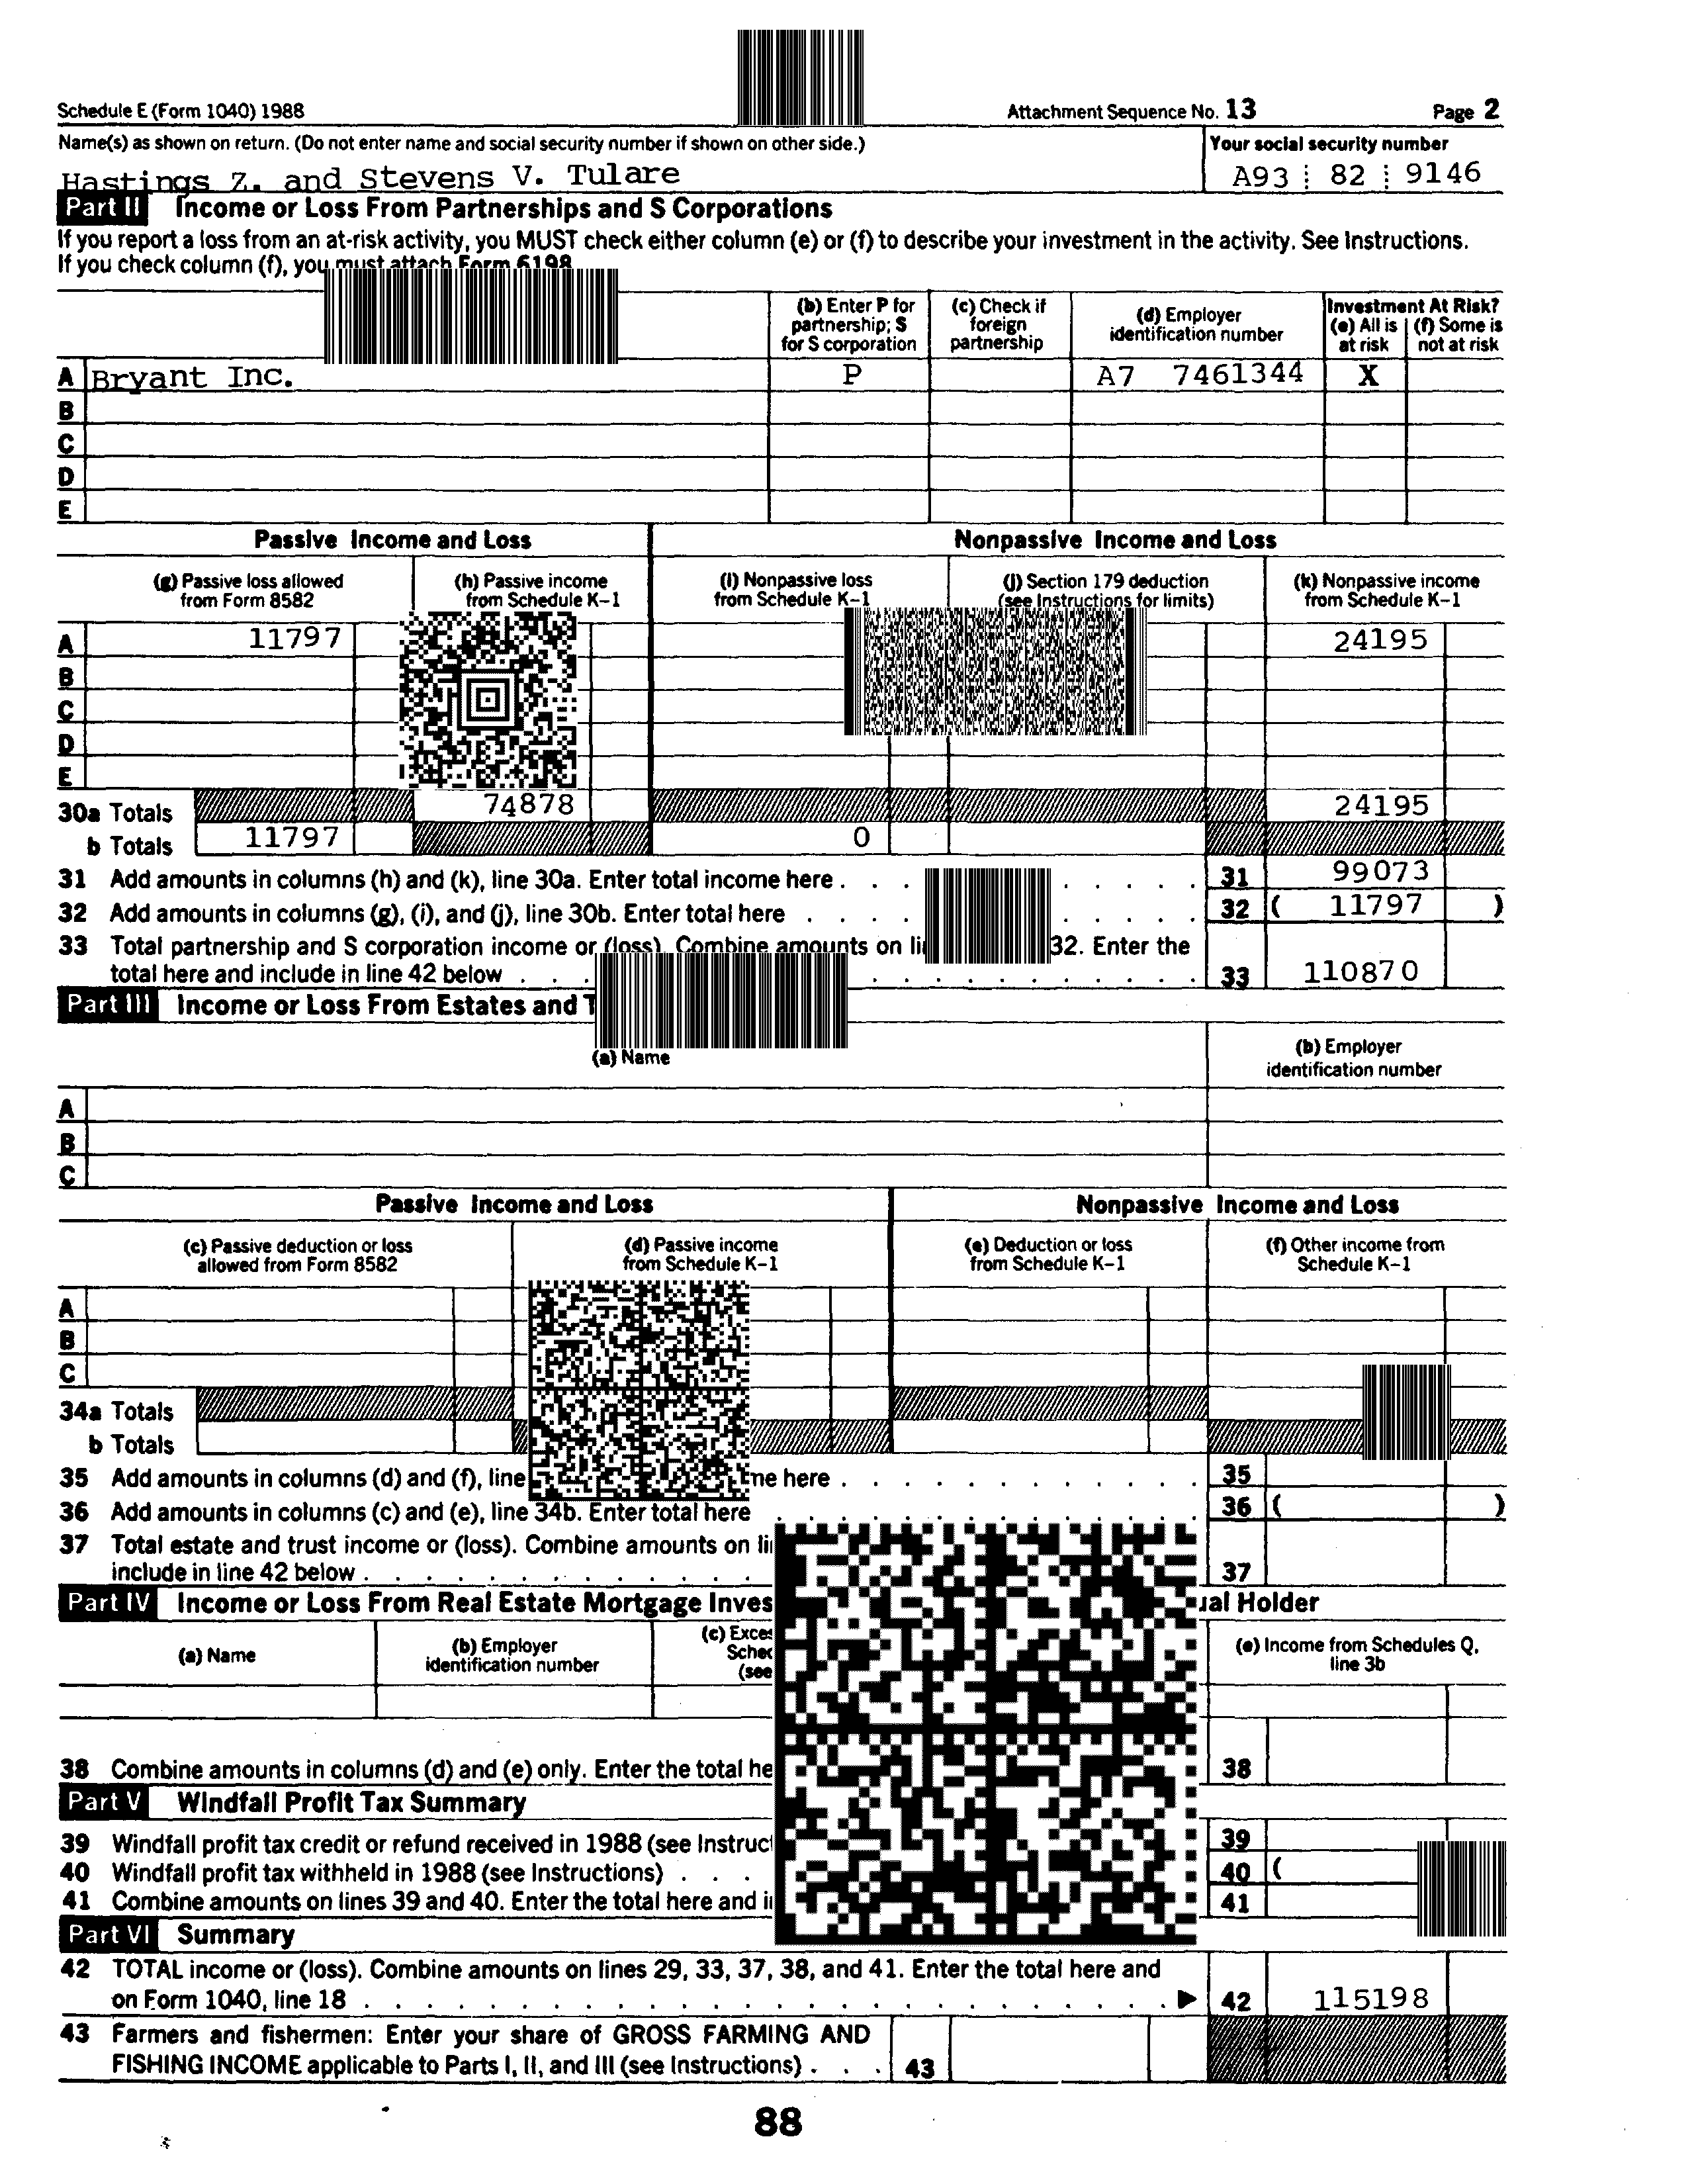 Schedule E (Form 1040) 1988 Attachment Sequence No. 13 Page 2
Name(s) as shown on return. (Do not enter name and social security number if shown on other side.) Your social security number
Hastings Z. and Stevens V. Tulare A93 82 9146
Part II Income or Loss From Partnerships and S Corporations
If you report a loss from an at-risk activity, you MUST check either column (e) or (f) to describe your investment in the activity. See Instructions.
If you check column (f), you must attach Form 6198
(b) Enter P for partnership; S for S corporation
(c) Check if foreign partnership
(d) Employer identification number
Investment At Risk?
(e) All is at risk
(f) Some is not at risk
A Bryant Inc. P A7 7461344 X
B
C
D
E
Passive Income and Loss Nonpassive Income and Loss
(g) Passive loss allowed from Form 8582
(h) Passive income from Schedule K-1
(i) Nonpassive loss from Schedule K-1
(j) Section 179 deduction (see Instructions for limits)
(k) Nonpassive income from Schedule K-1
A 11797 24195
B
C
D
E
30a Totals 74878 24195
b Totals 11797 0
31 Add amounts in columns (h) and (k), line 30a. Enter total income here . . . . . . . . 31 99073
32 Add amounts in columns (g), (i), and (j), line 30b. Enter total here . . . . . . . . . 32 ( 11797 )
33 Total partnership and S corporation income or (loss). Combine amounts on 32. Enter the
total here and include in line 42 below . . . . . . . . . . . . . . 33 110870
Part III Income or Loss From Estates and
(a) Name
(b) Employer identification number
A
B
C
Passive Income and Loss Nonpassive Income and Loss
(c) Passive deduction or loss allowed from Form 8582
(d) Passive income from Schedule K-1
(e) Deduction or loss from Schedule K-1
(f) Other income from Schedule K-1
A
B
C
34a Totals
b Totals
35 Add amounts in columns (d) and (f), line here . . . . . . . . . . . . 35
36 Add amounts in columns (c) and (e), line 34b. Enter total here . . . . . . . . . . . . . . 36 ( )
37 Total estate and trust income or (loss). Combine amounts on
include in line 42 below . . . . . . . . . . . . . 37
Part IV Income or Loss From Real Estate Mortgage Holder
(a) Name
(b) Employer identification number
(c)
(see
(e) Income from Schedules Q, line 3b
38 Combine amounts in columns (d) and (e) only. Enter the total 38
Part V Windfall Profit Tax Summary
39 Windfall profit tax credit or refund received in 1988 (see 39
40 Windfall profit tax withheld in 1988 (see Instructions) . . . 40 (
41 Combine amounts on lines 39 and 40. Enter the total here and 41
Part VI Summary
42 TOTAL income or (loss). Combine amounts on lines 29, 33, 37, 38, and 41. Enter the total here and
on Form 1040, line 18 . . . . . . . . . . . . . . . . . . . . . . . . . . ▶ 42 115198
43 Farmers and fishermen: Enter your share of GROSS FARMING AND
FISHING INCOME applicable to Parts I, II, and III (see Instructions) . . . 43
88